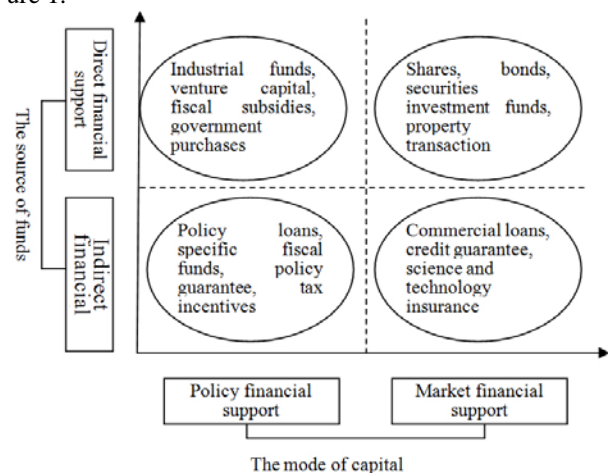 ure 1.
Direct financial
support
Industrial funds,
venture capital,
fiscal subsidies,
government
purchases
Shares, bonds,
securities
investment funds,
property
transaction
The source of funds
Indirect financial
Policy loans,
specific fiscal
funds, policy
guarantee, tax
incentives
Commercial loans,
credit guarantee,
science and
technology
insurance
Policy financial
support
Market financial
support
The mode of capital